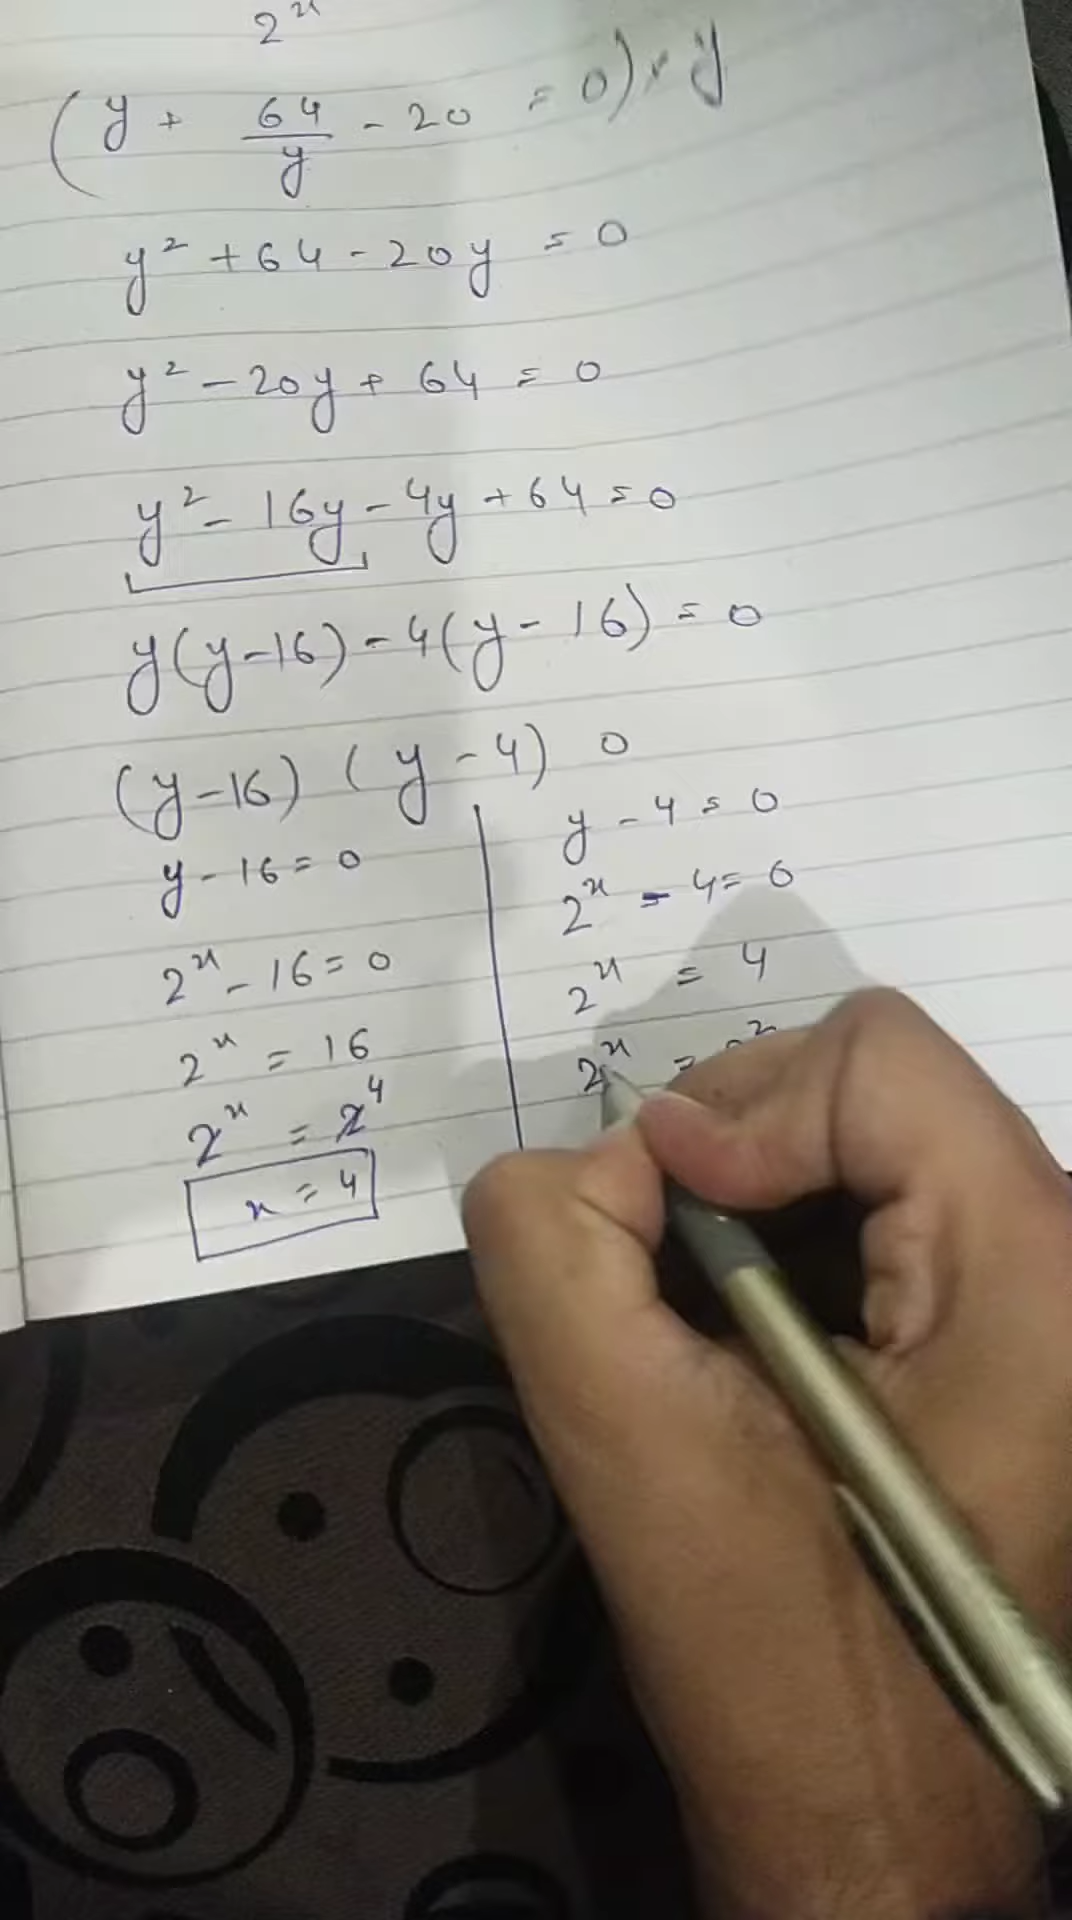 2^x
(y + 64/y - 20 = 0) × y
y² + 64 - 20y = 0
y² - 20y + 64 = 0
y² - 16y - 4y + 64 = 0
y(y-16) - 4(y-16) = 0
(y-16) (y-4) 0
y - 16 = 0
2^x - 16 = 0
2^x = 16
2^x = 2^4
x = 4
y - 4 = 0
2^x - 4 = 0
2^x = 4
2^x = 2